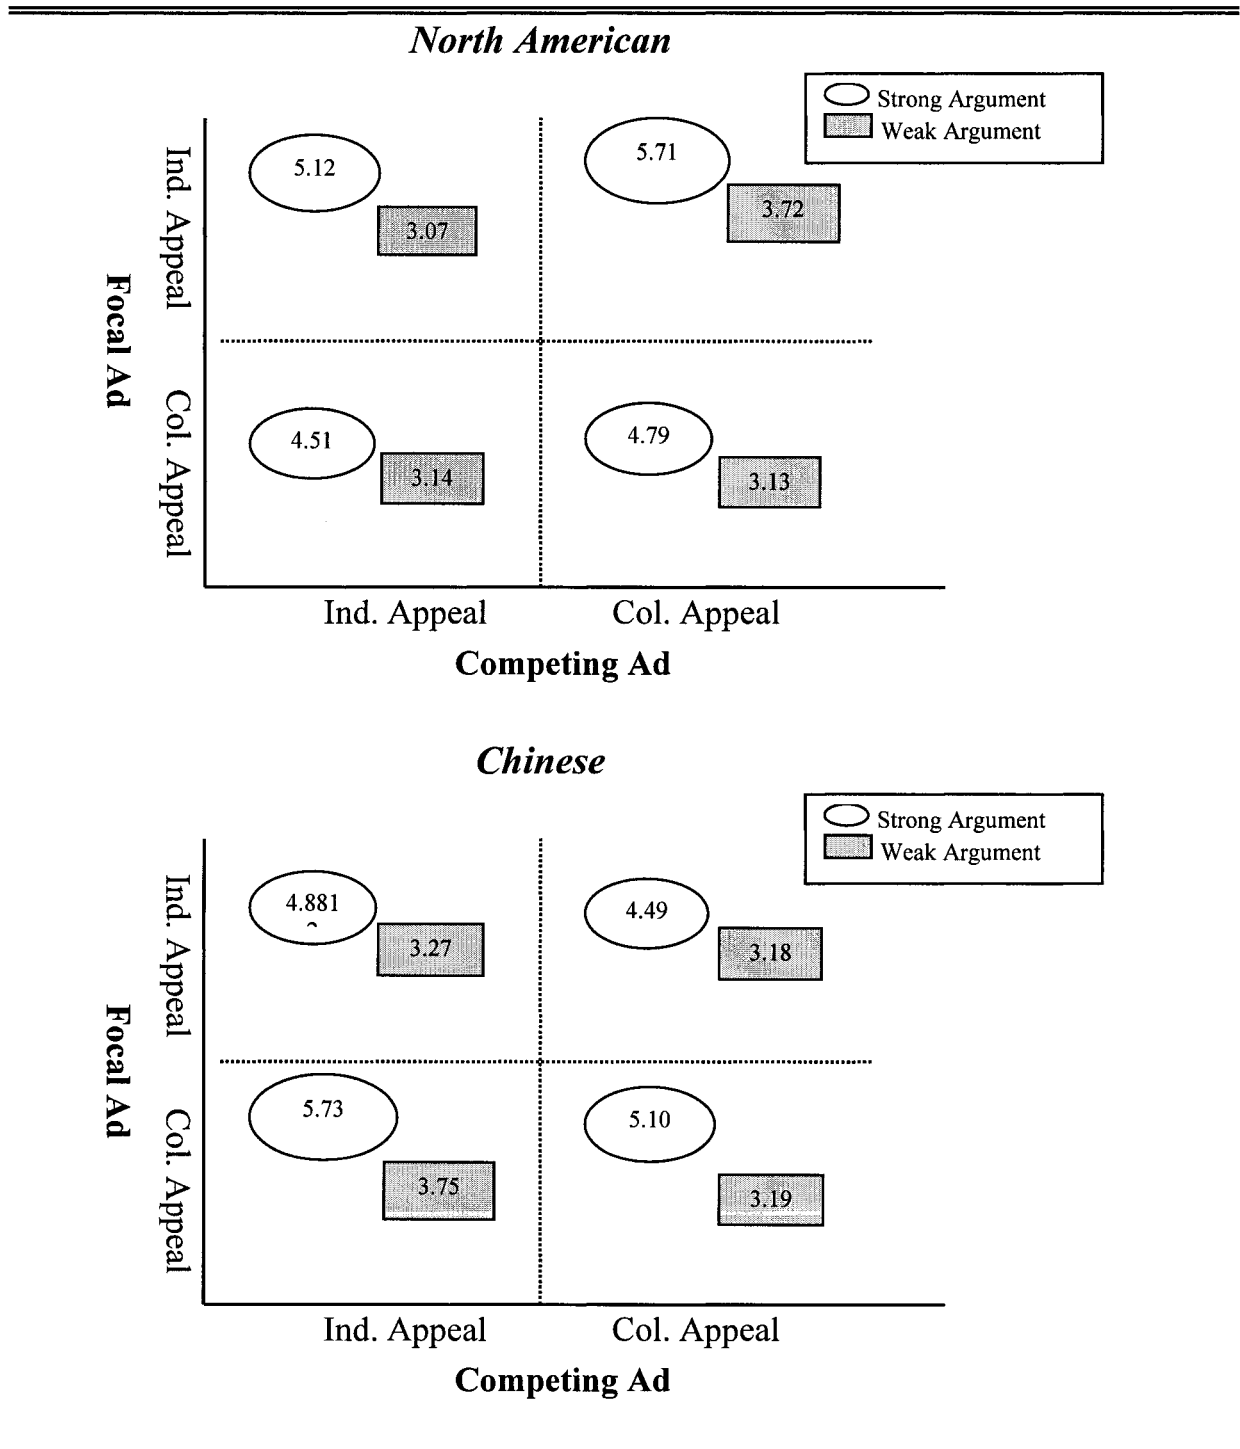 North American
Strong Argument
Weak Argument
Ind. Appeal
5.12
5.71
3.07
3.72
Focal Ad
Col. Appeal
4.51
4.79
3.14
3.13
Ind. Appeal
Col. Appeal
Competing Ad
Chinese
Strong Argument
Weak Argument
Ind. Appeal
4.881
4.49
3.27
3.18
Focal Ad
Col. Appeal
5.73
5.10
3.75
3.19
Ind. Appeal
Col. Appeal
Competing Ad